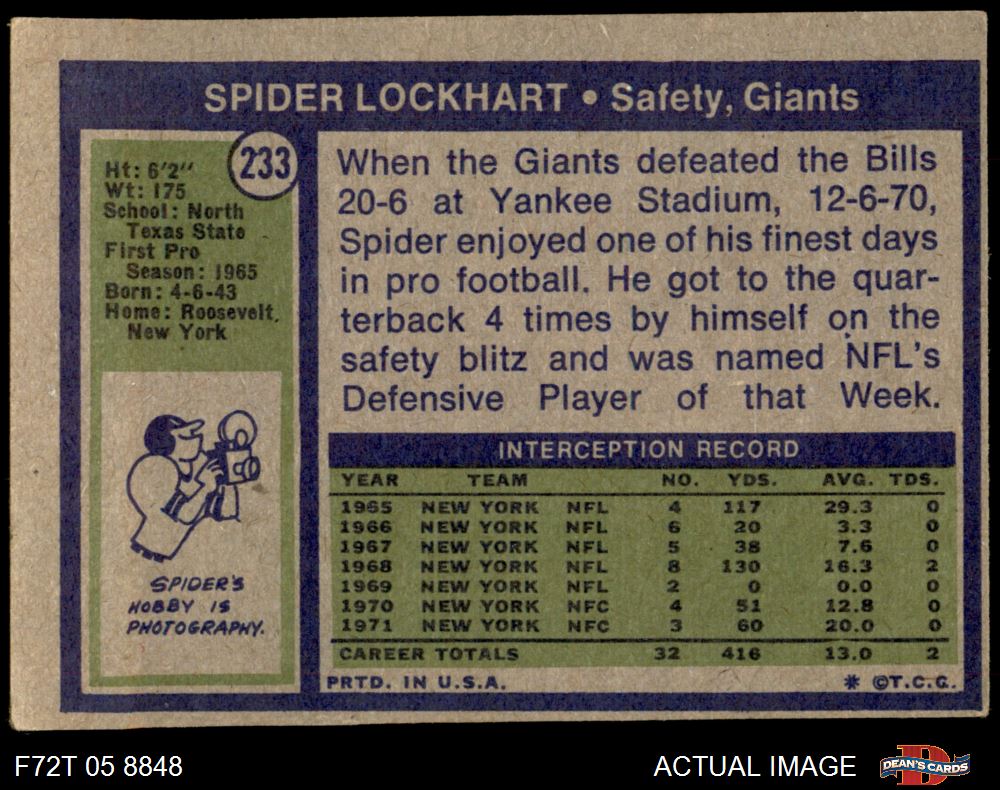 SPIDER LOCKHART • Safety, Giants
233
Ht: 6'2"
Wt: 175
School: North
Texas State
First Pro
Season: 1965
Born: 4-6-43
Home: Roosevelt,
New York
SPIDER'S
HOBBY IS
PHOTOGRAPHY.
When the Giants defeated the Bills
20-6 at Yankee Stadium, 12-6-70,
Spider enjoyed one of his finest days
in pro football. He got to the quar-
terback 4 times by himself on the
safety blitz and was named NFL's
Defensive Player of that Week.
INTERCEPTION RECORD
YEAR TEAM NO. YDS. AVG. TDS.
1965 NEW YORK NFL 4 117 29.3 0
1966 NEW YORK NFL 6 20 3.3 0
1967 NEW YORK NFL 5 38 7.6 0
1968 NEW YORK NFL 8 130 16.3 2
1969 NEW YORK NFL 2 0 0.0 0
1970 NEW YORK NFC 4 51 12.8 0
1971 NEW YORK NFC 3 60 20.0 0
CAREER TOTALS 32 416 13.0 2
PRTD. IN U.S.A. * ©T.C.G.
F72T 05 8848 ACTUAL IMAGE D DEAN'S CARDS